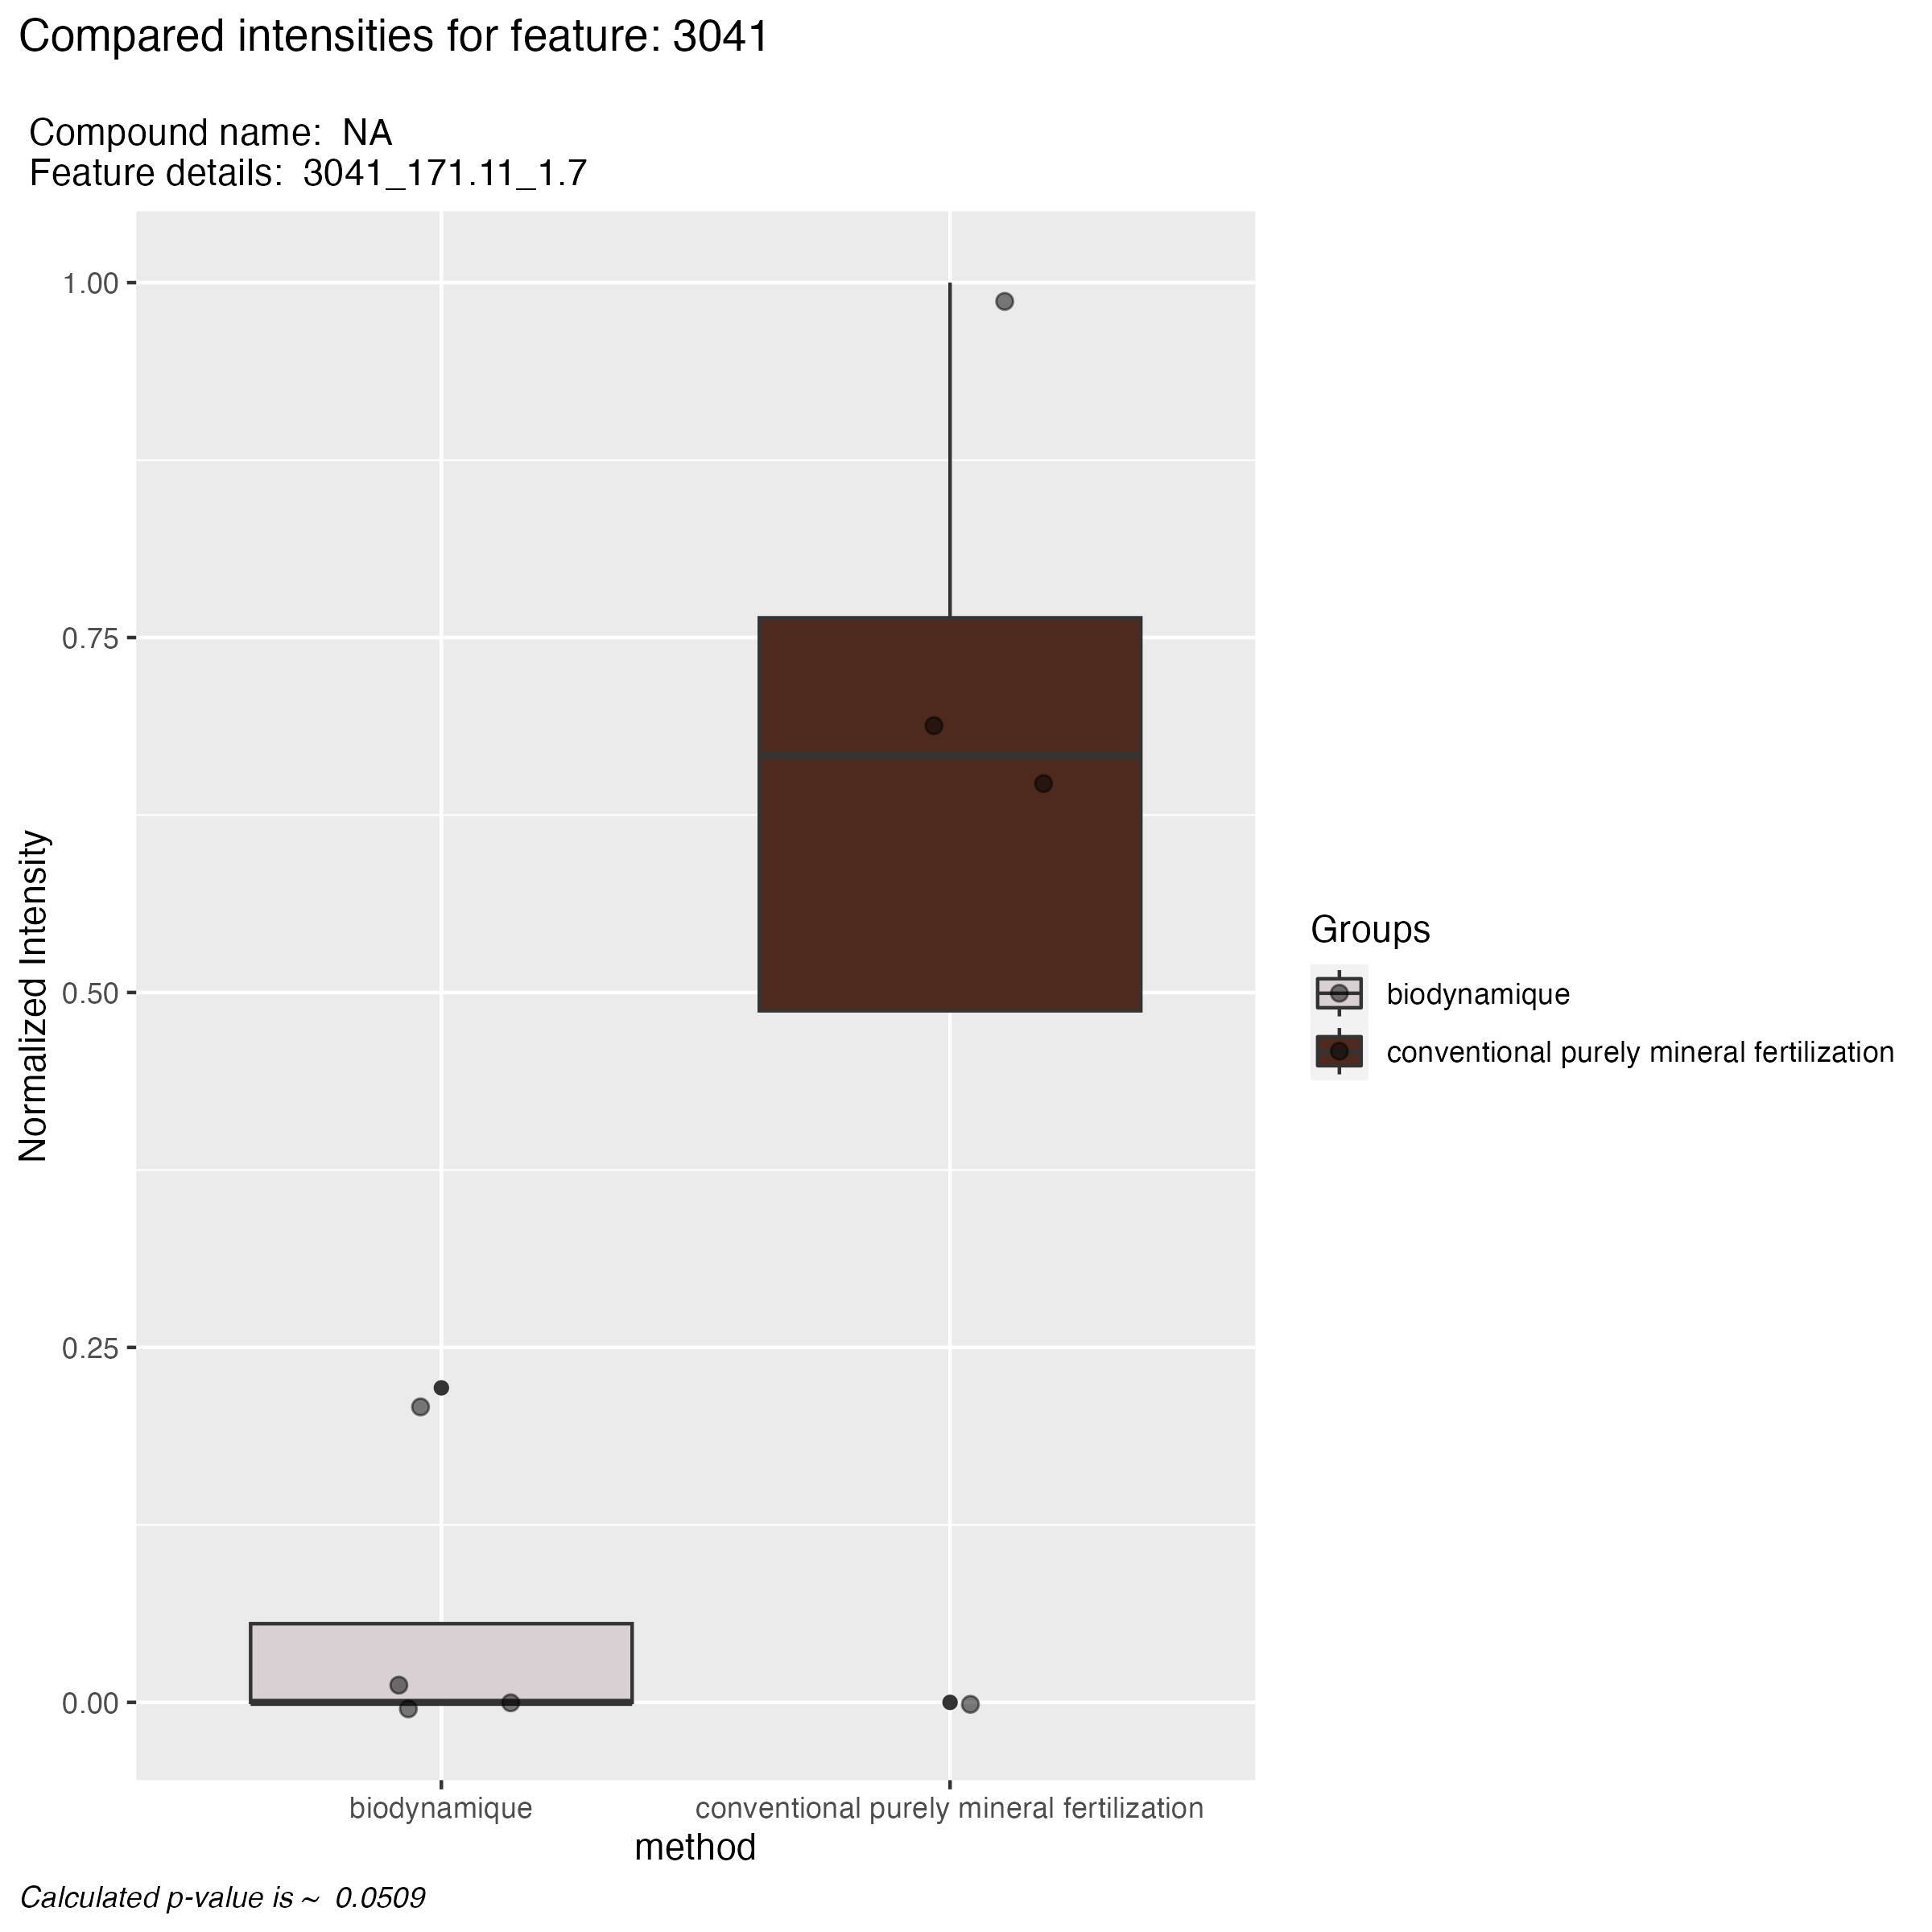 Compared intensities for feature: 3041
Compound name:  NA
Feature details:  3041_171.11_1.7
1.00
0.75
0.50
0.25
0.00
Normalized Intensity
biodynamique
conventional purely mineral fertilization
method
Groups
biodynamique
conventional purely mineral fertilization
Calculated p-value is ~  0.0509